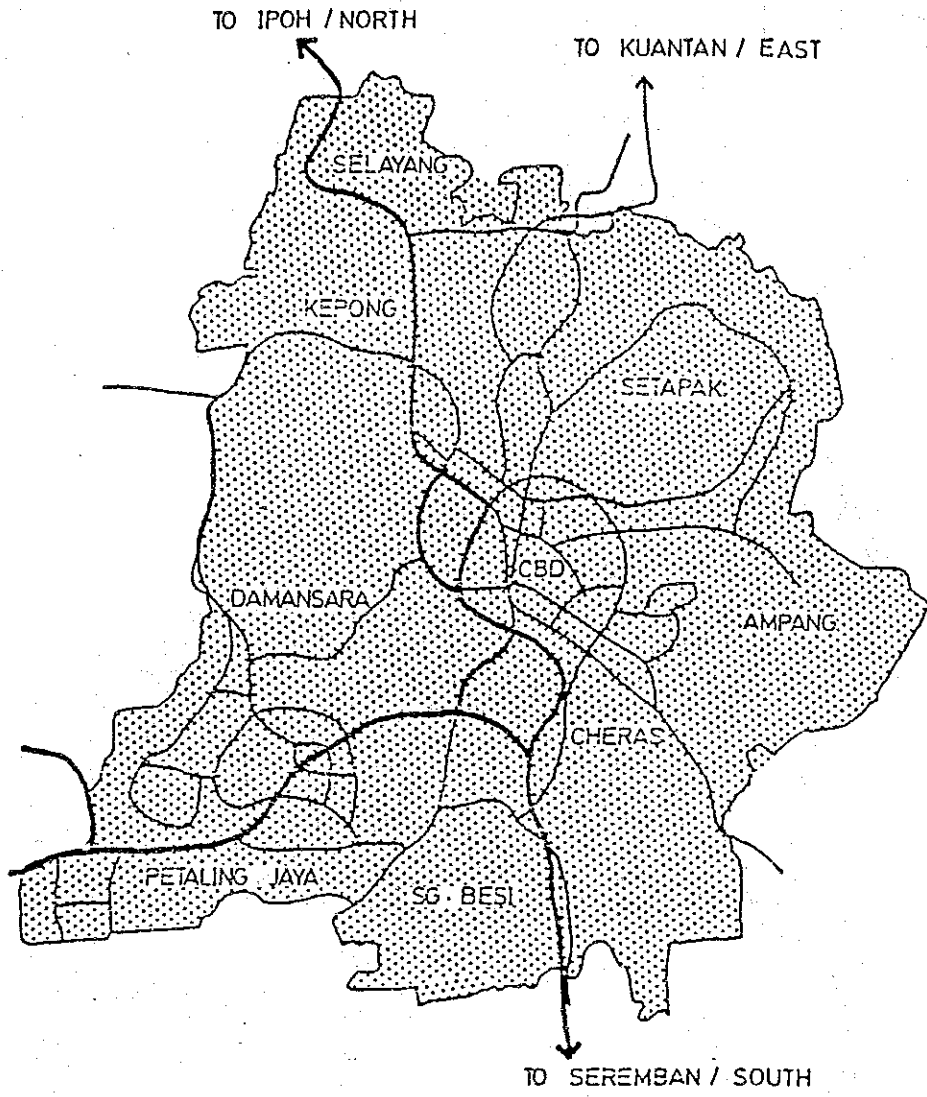 TO IPOH / NORTH
TO KUANTAN / EAST
SELAYANG
KEPONG
SETAPAK
CBD
DAMANSARA
AMPANG
CHERAS
PETALING JAYA
SG. BESI
TO SEREMBAN / SOUTH